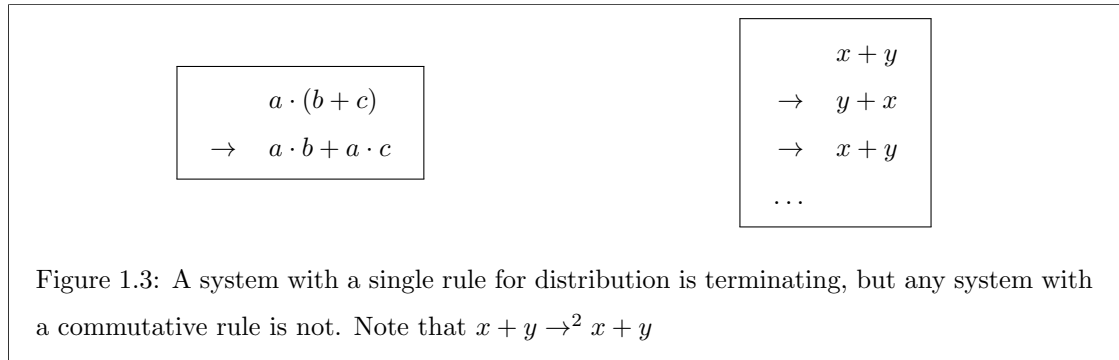 a · (b + c)
→ a · b + a · c
x + y
→ y + x
→ x + y
. . .
Figure 1.3: A system with a single rule for distribution is terminating, but any system with
a commutative rule is not. Note that x + y →² x + y